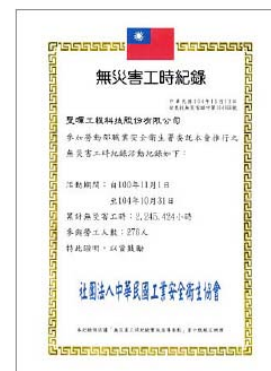 無災害工時紀錄
聖暉工程科技股份有限公司
參加勞動部職業安全衛生署委託本會推行之
無災害工時紀錄活動紀錄如下：
活動期間：自100年11月1日
至104年10月31日
累計無災害工時：2,245,424小時
參與勞工人數：276人
特此證明，以資鼓勵
社團法人中華民國工業安全衛生協會